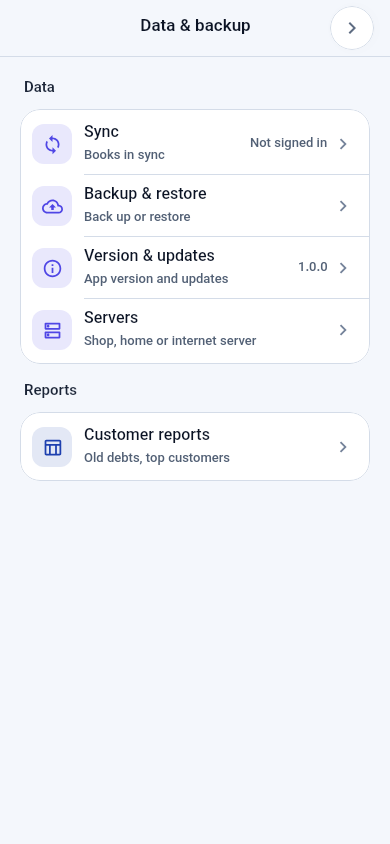 Data & backup
Data
Sync
Not signed in
Books in sync
Backup & restore
Back up or restore
Version & updates
1.0.0
App version and updates
Servers
Shop, home or internet server
Reports
Customer reports
Old debts, top customers